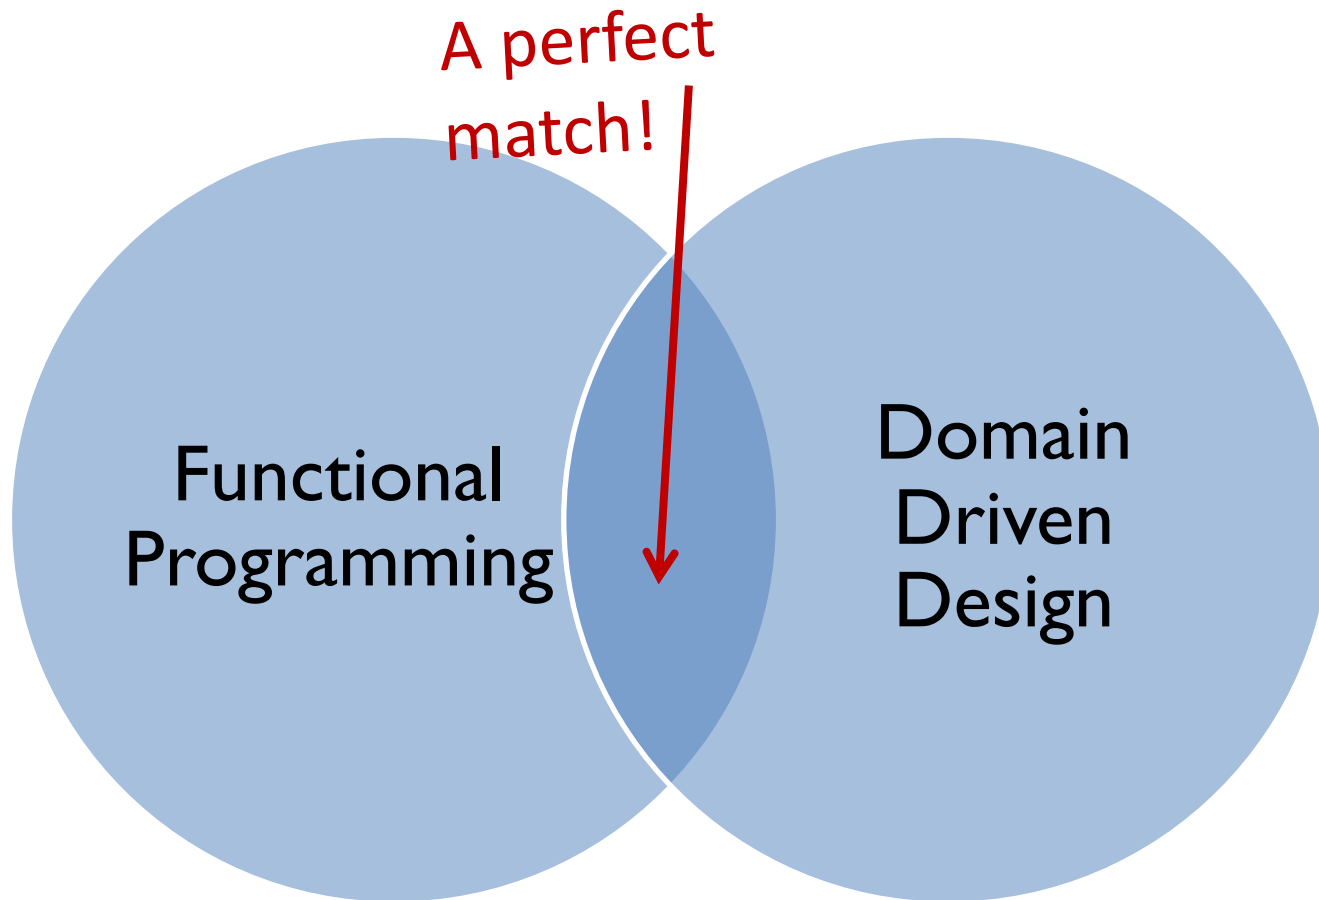 A perfect
match!
Functional
Programming
Domain
Driven
Design